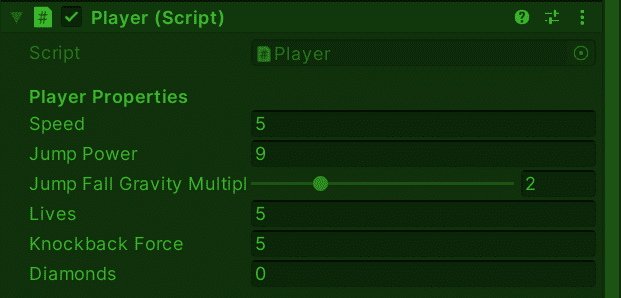 # Player (Script)
Script # Player
Player Properties
Speed 5
Jump Power 9
Jump Fall Gravity Multipl 2
Lives 5
Knockback Force 5
Diamonds 0